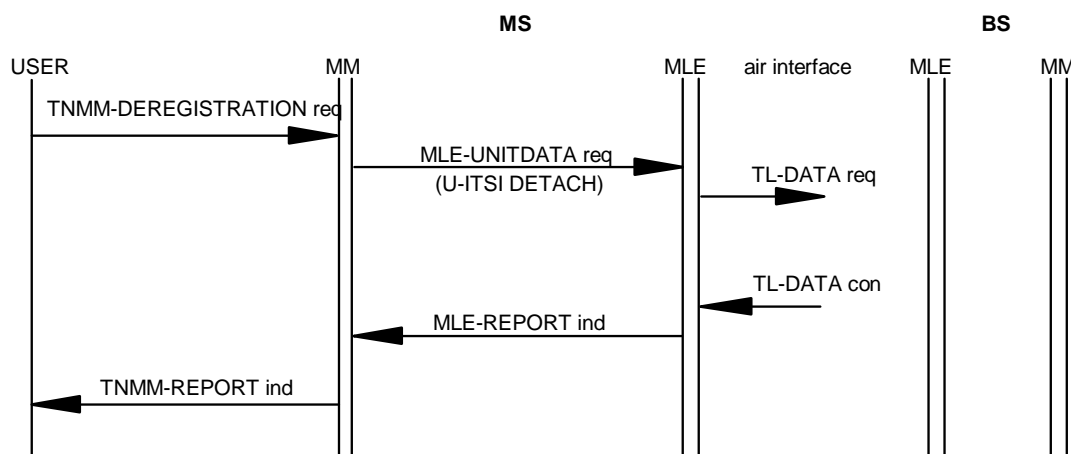 MS BS
USER MM MLE air interface MLE MM
TNMM-DEREGISTRATION req
MLE-UNITDATA req
(U-ITSI DETACH)
TL-DATA req
TL-DATA con
MLE-REPORT ind
TNMM-REPORT ind